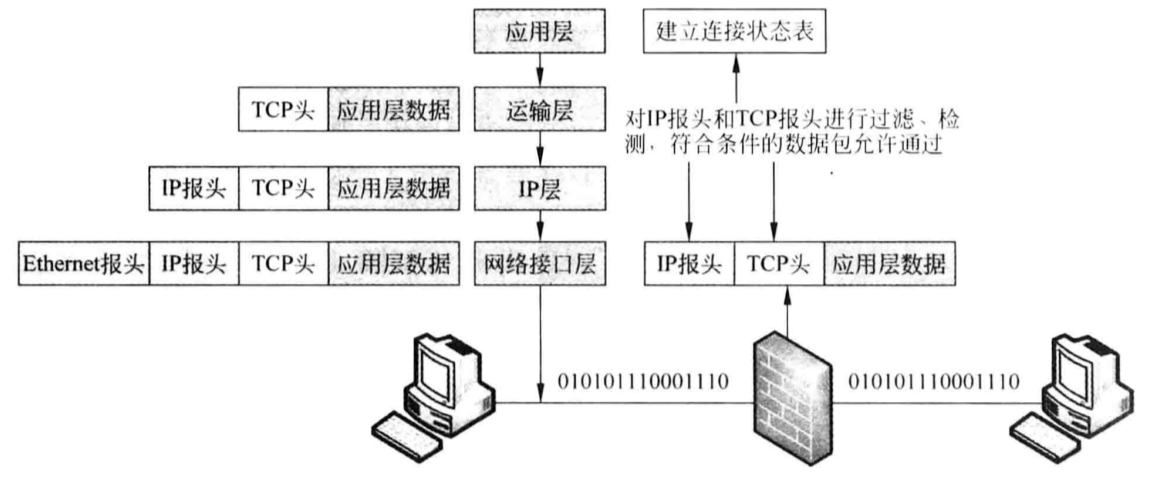 应用层
建立连接状态表
TCP头 应用层数据 运输层
对IP报头和TCP报头进行过滤、检
测，符合条件的数据包允许通过
IP报头 TCP头 应用层数据 IP层
Ethernet报头 IP报头 TCP头 应用层数据 网络接口层
IP报头 TCP头 应用层数据
010101110001110
010101110001110